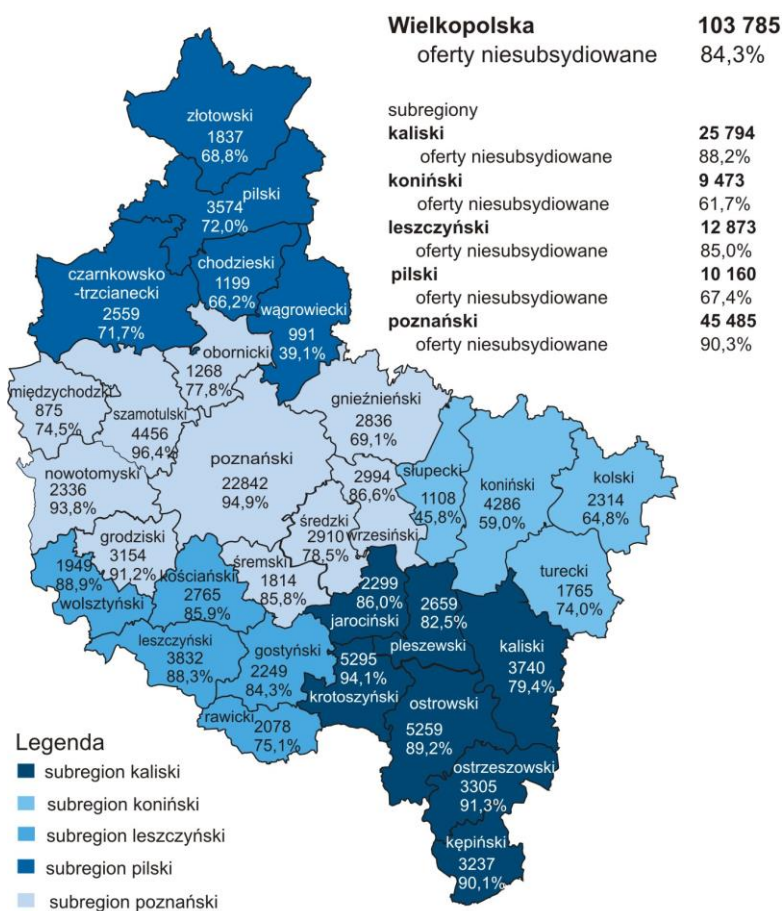 Wielkopolska 103 785
oferty niesubsydiowane 84,3%
subregiony
kaliski 25 794
oferty niesubsydiowane 88,2%
koniński 9 473
oferty niesubsydiowane 61,7%
leszczyński 12 873
oferty niesubsydiowane 85,0%
pilski 10 160
oferty niesubsydiowane 67,4%
poznański 45 485
oferty niesubsydiowane 90,3%
złotowski
1837
68,8%
pilski
3574
72,0%
czarnkowsko
-trzcianecki
2559
71,7%
chodzieski
1199
66,2%
wągrowiecki
991
39,1%
obornicki
1268
77,8%
międzychodzki
875
74,5%
szamotulski
4456
96,4%
gnieźnieński
2836
69,1%
poznański
22842
94,9%
nowotomyski
2336
93,8%
2994
86,6%
wrzesiński
słupecki
1108
45,8%
koniński
4286
59,0%
kolski
2314
64,8%
grodziski
3154
91,2%
średzki
2910
78,5%
śremski
1814
85,8%
turecki
1765
74,0%
1949
88,9%
wolsztyński
kościański
2765
85,9%
2299
86,0%
jarociński
2659
82,5%
pleszewski
kaliski
3740
79,4%
leszczyński
3832
88,3%
gostyński
2249
84,3%
5295
94,1%
krotoszyński
ostrowski
5259
89,2%
rawicki
2078
75,1%
ostrzeszowski
3305
91,3%
kępiński
3237
90,1%
Legenda
subregion kaliski
subregion koniński
subregion leszczyński
subregion pilski
subregion poznański